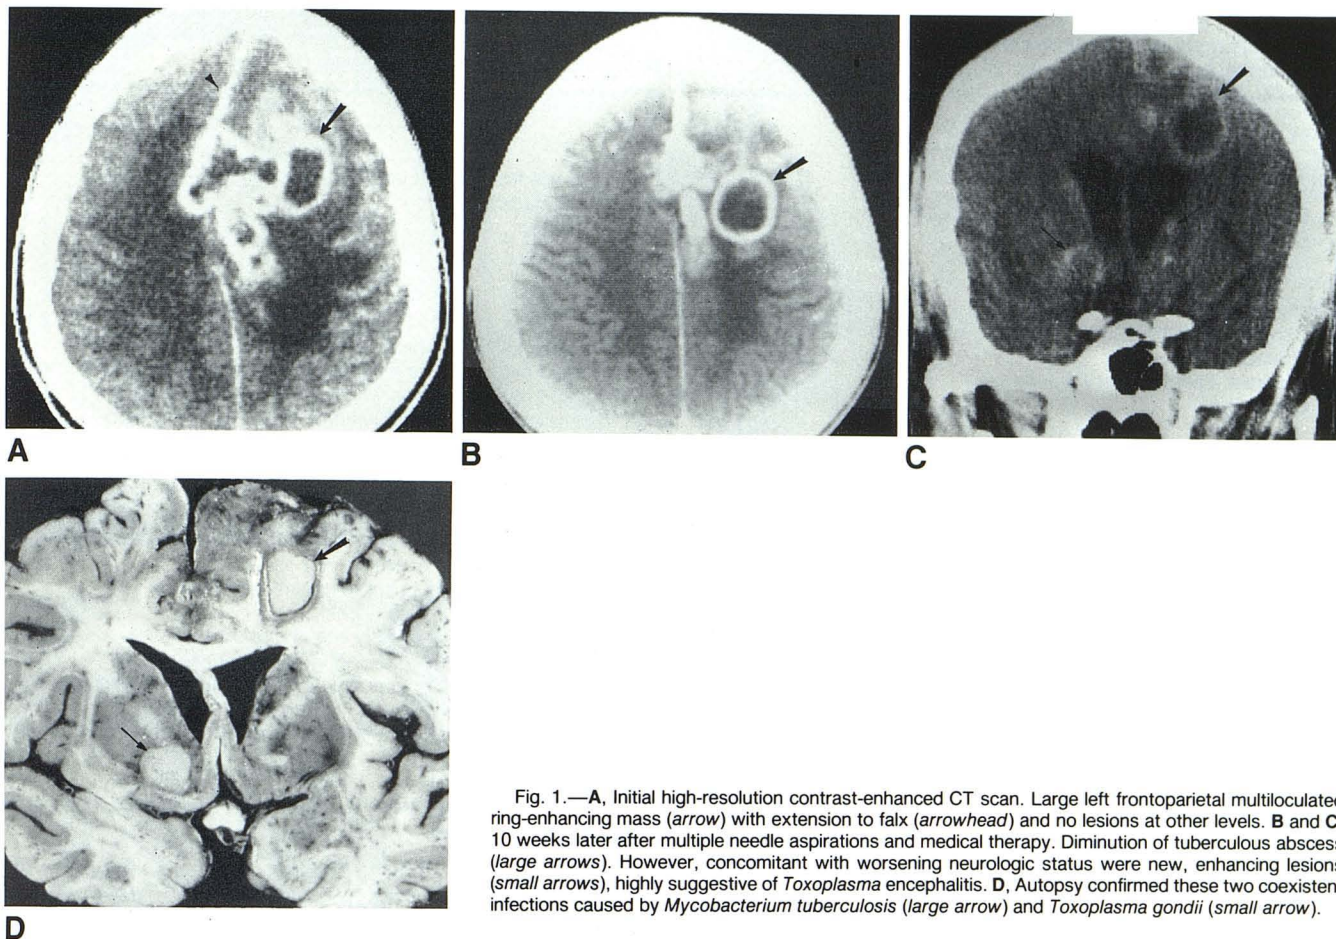 A
B
C
D
Fig. 1.—A, Initial high-resolution contrast-enhanced CT scan. Large left frontoparietal multiloculated
ring-enhancing mass (arrow) with extension to falx (arrowhead) and no lesions at other levels. B and C,
10 weeks later after multiple needle aspirations and medical therapy. Diminution of tuberculous abscess
(large arrows). However, concomitant with worsening neurologic status were new, enhancing lesions
(small arrows), highly suggestive of Toxoplasma encephalitis. D, Autopsy confirmed these two coexistent
infections caused by Mycobacterium tuberculosis (large arrow) and Toxoplasma gondii (small arrow).